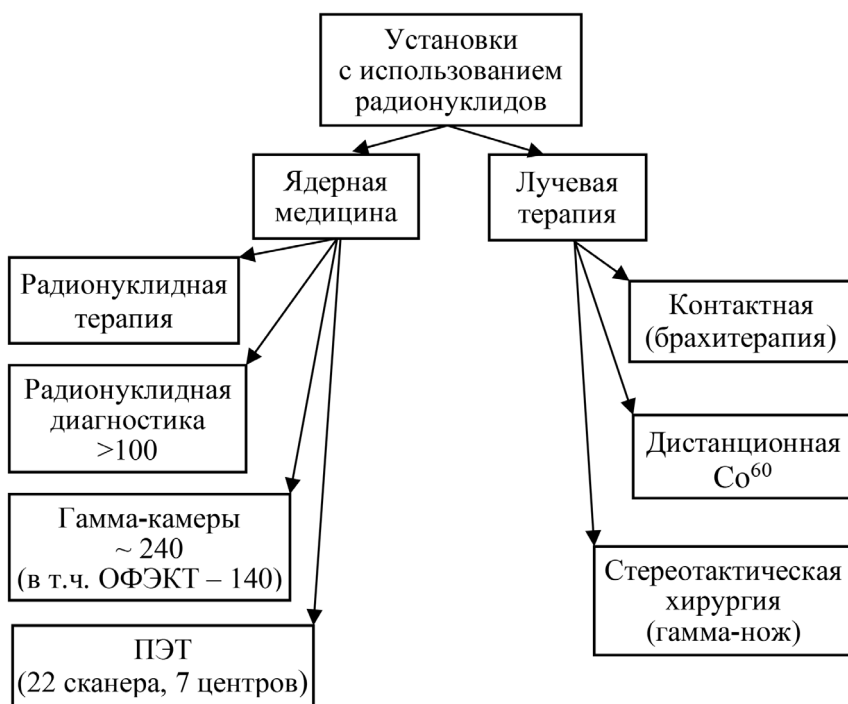 Установки
с использованием
радионуклидов
Ядерная
медицина
Лучевая
терапия
Радионуклидная
терапия
Радионуклидная
диагностика
>100
Гамма-камеры
~ 240
(в т.ч. ОФЭКТ – 140)
ПЭТ
(22 сканера, 7 центров)
Контактная
(брахитерапия)
Дистанционная
Co⁶⁰
Стереотактическая
хирургия
(гамма-нож)